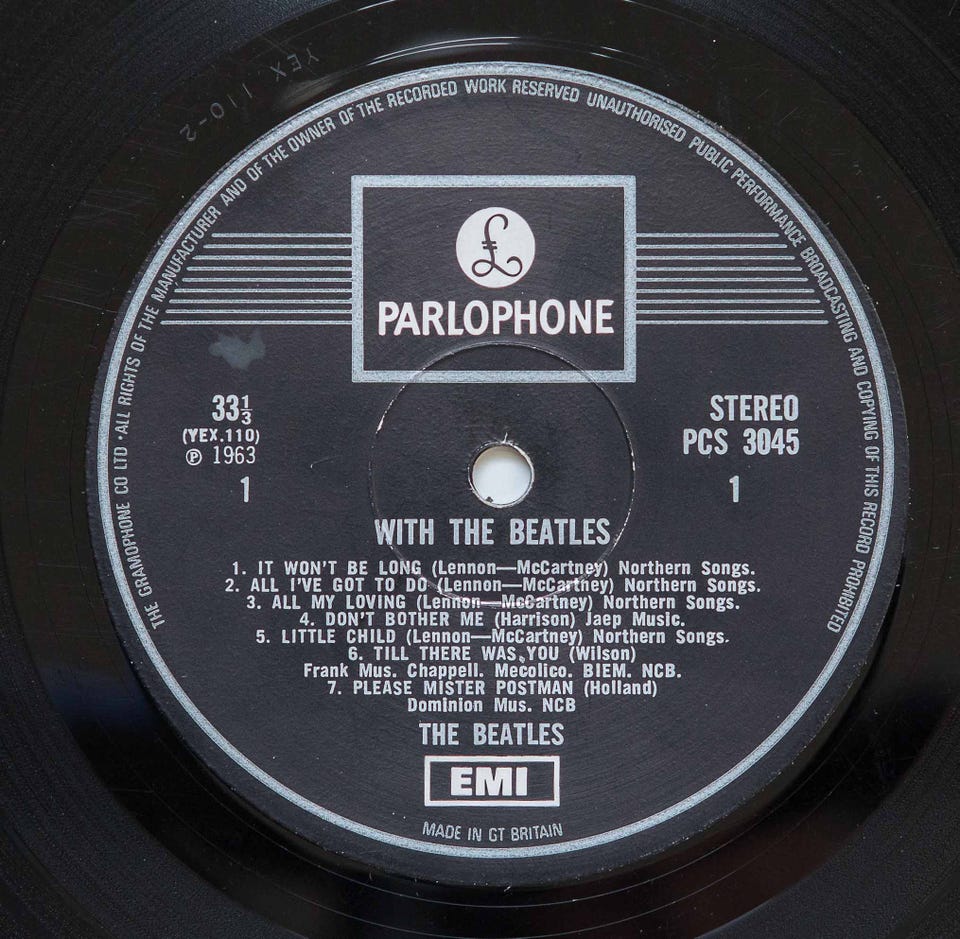 YEX 110-2
THE GRAMOPHONE CO LTD · ALL RIGHTS OF THE MANUFACTURER AND OF THE OWNER OF THE RECORDED WORK RESERVED UNAUTHORISED PUBLIC PERFORMANCE BROADCASTING AND COPYING OF THIS RECORD PROHIBITED
£
PARLOPHONE
33⅓
(YEX.110)
℗ 1963
1
STEREO
PCS 3045
1
WITH THE BEATLES
1. IT WON'T BE LONG (Lennon—McCartney) Northern Songs.
2. ALL I'VE GOT TO DO (Lennon—McCartney) Northern Songs.
3. ALL MY LOVING (Lennon—McCartney) Northern Songs.
4. DON'T BOTHER ME (Harrison) Jaep Music.
5. LITTLE CHILD (Lennon—McCartney) Northern Songs.
6. TILL THERE WAS YOU (Wilson)
Frank Mus. Chappell. Mecolico. BIEM. NCB.
7. PLEASE MISTER POSTMAN (Holland)
Dominion Mus. NCB
THE BEATLES
EMI
MADE IN GT BRITAIN